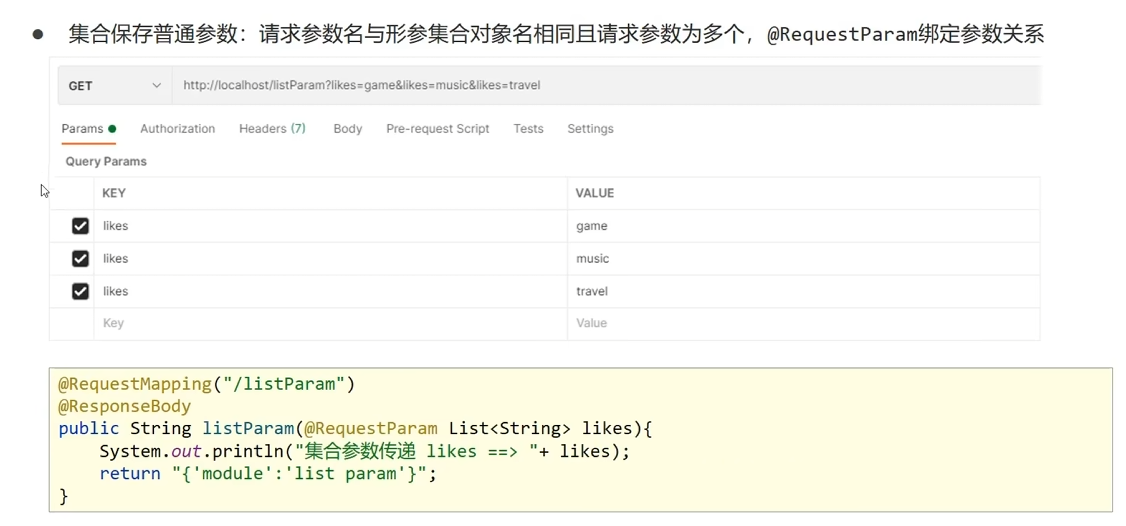 ● 集合保存普通参数：请求参数名与形参集合对象名相同且请求参数为多个，@RequestParam绑定参数关系
GET http://localhost/listParam?likes=game&likes=music&likes=travel
Params Authorization Headers (7) Body Pre-request Script Tests Settings
Query Params
KEY VALUE
likes game
likes music
likes travel
Key Value
@RequestMapping("/listParam")
@ResponseBody
public String listParam(@RequestParam List<String> likes){
    System.out.println("集合参数传递 likes ==> "+ likes);
    return "{'module':'list param'}";
}